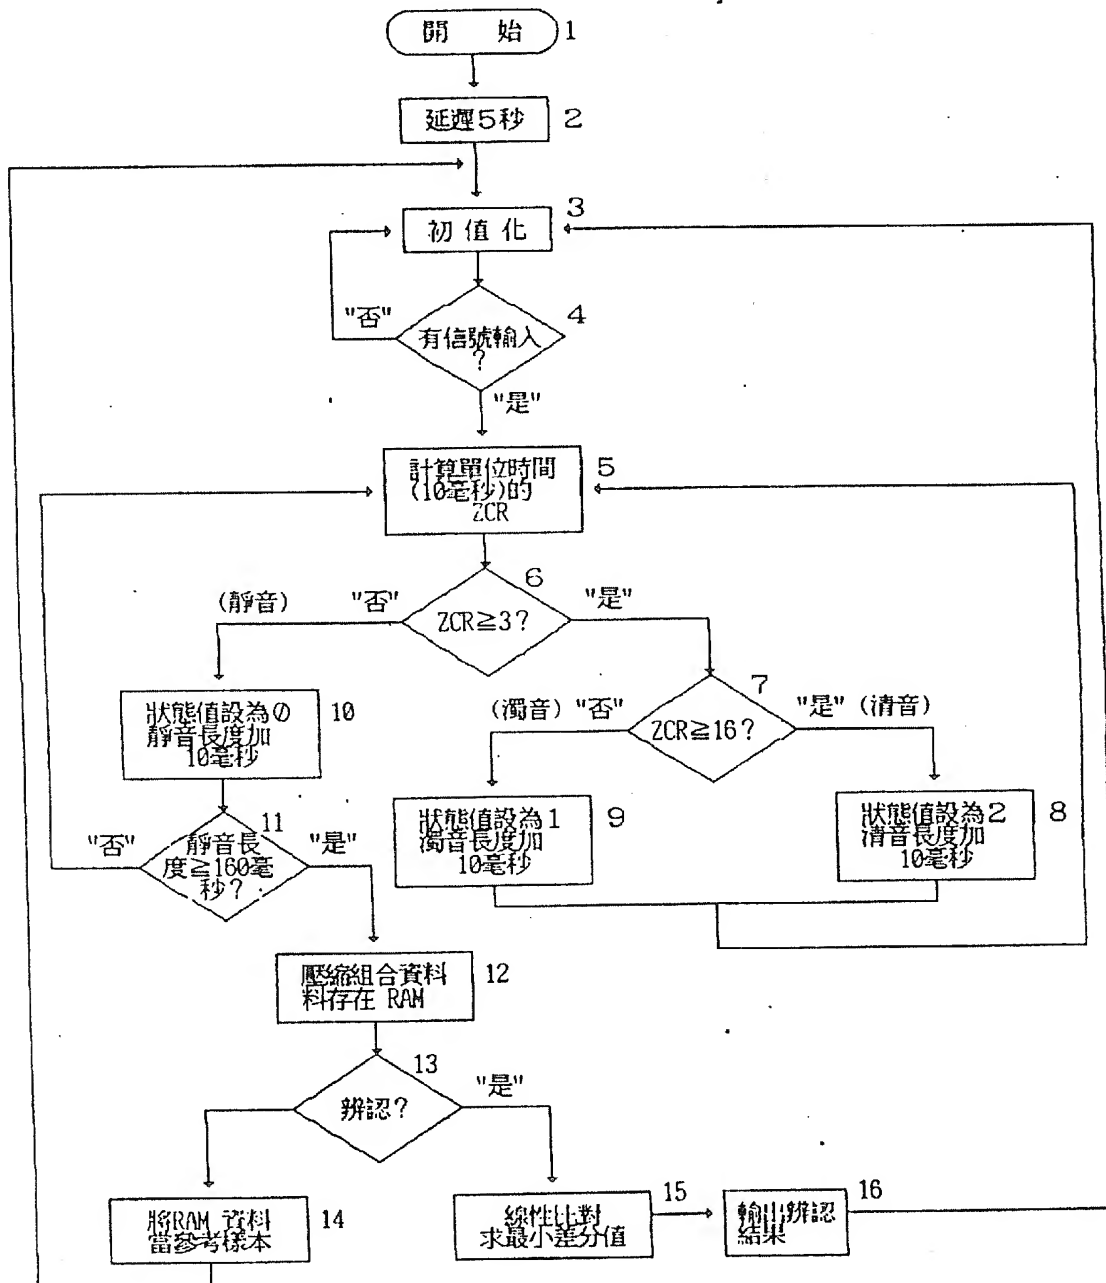 開 始 1
延遲5秒 2
3
初 值 化
"否"
4
有信號輸入
?
"是"
計算單位時間 5
(10毫秒)的
ZCR
6
(靜音) "否" "是"
ZCR≧3?
7
(濁音) "否" "是" (清音)
ZCR≧16?
狀態值設為0 10
靜音長度加
10毫秒
狀態值設為1 9
濁音長度加
10毫秒
狀態值設為2 8
清音長度加
10毫秒
11
"否" 靜音長 "是"
度≧160毫
秒?
壓縮組合資料 12
料存在 RAM
13
"是"
辨認?
將RAM 資料 14
當參考樣本
線性比對 15
求最小差分值
輸出辨認 16
結果